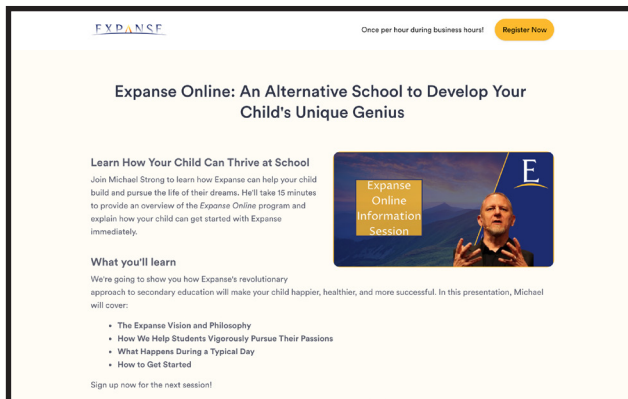 EXPANSE
Once per hour during business hours!
Register Now
Expanse Online: An Alternative School to Develop Your
Child's Unique Genius
Learn How Your Child Can Thrive at School
Join Michael Strong to learn how Expanse can help your child
build and pursue the life of their dreams. He'll take 15 minutes
to provide an overview of the Expanse Online program and
explain how your child can get started with Expanse
immediately.
Expanse
Online
Information
Session
E
What you'll learn
We're going to show you how Expanse's revolutionary
approach to secondary education will make your child happier, healthier, and more successful. In this presentation, Michael
will cover:
• The Expanse Vision and Philosophy
• How We Help Students Vigorously Pursue Their Passions
• What Happens During a Typical Day
• How to Get Started
Sign up now for the next session!